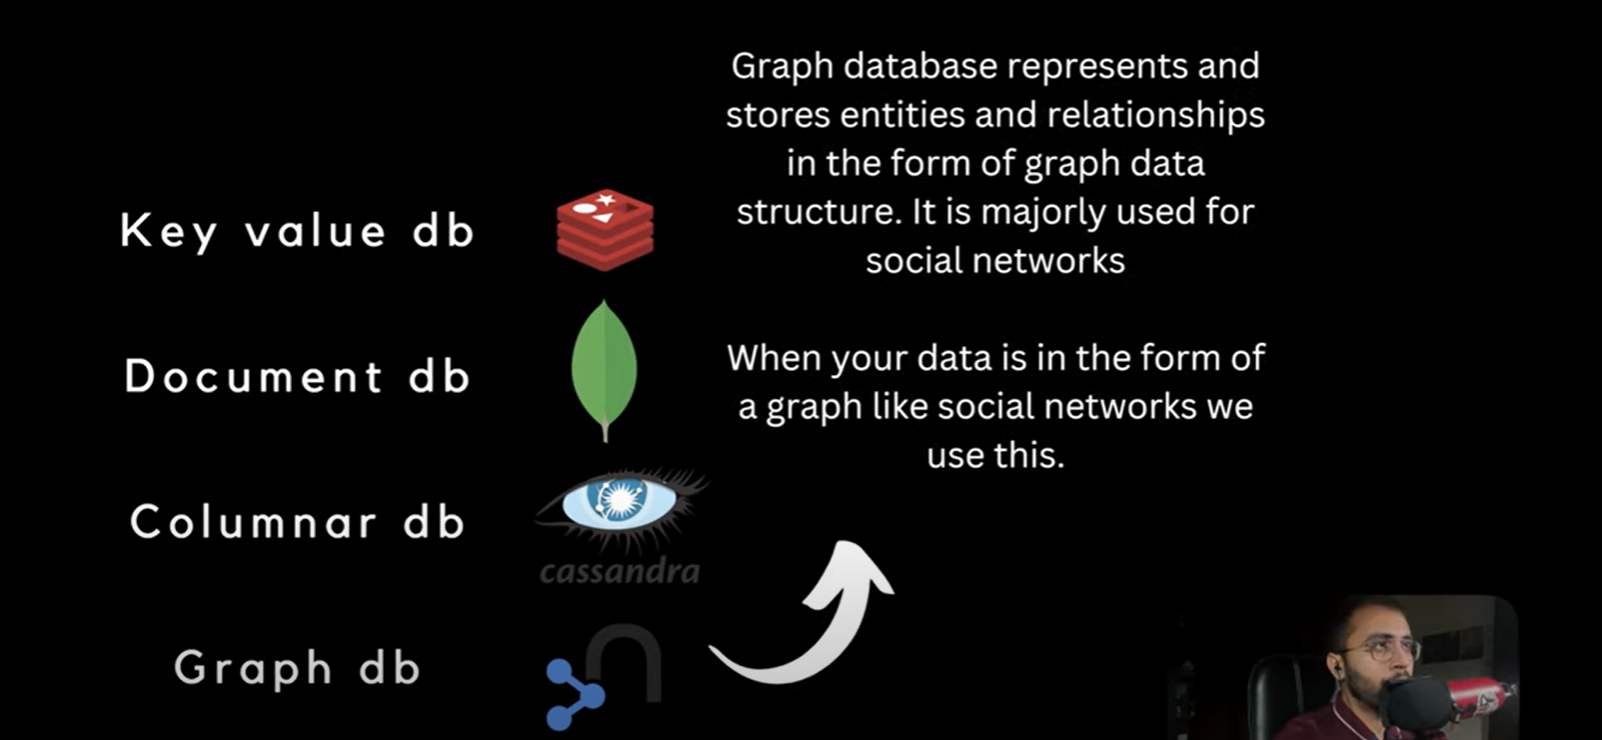 Graph database represents and
stores entities and relationships
in the form of graph data
structure. It is majorly used for
social networks
When your data is in the form of
a graph like social networks we
use this.
Key value db
Document db
Columnar db
cassandra
Graph db